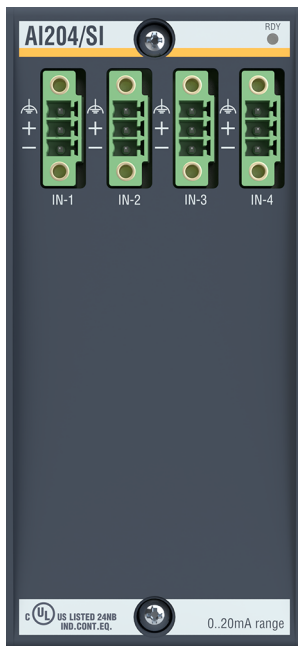 AI204/SI
RDY
+ + + +
– – – –
IN-1 IN-2 IN-3 IN-4
C UL US LISTED 24NB
IND.CONT.EQ.
0..20mA range